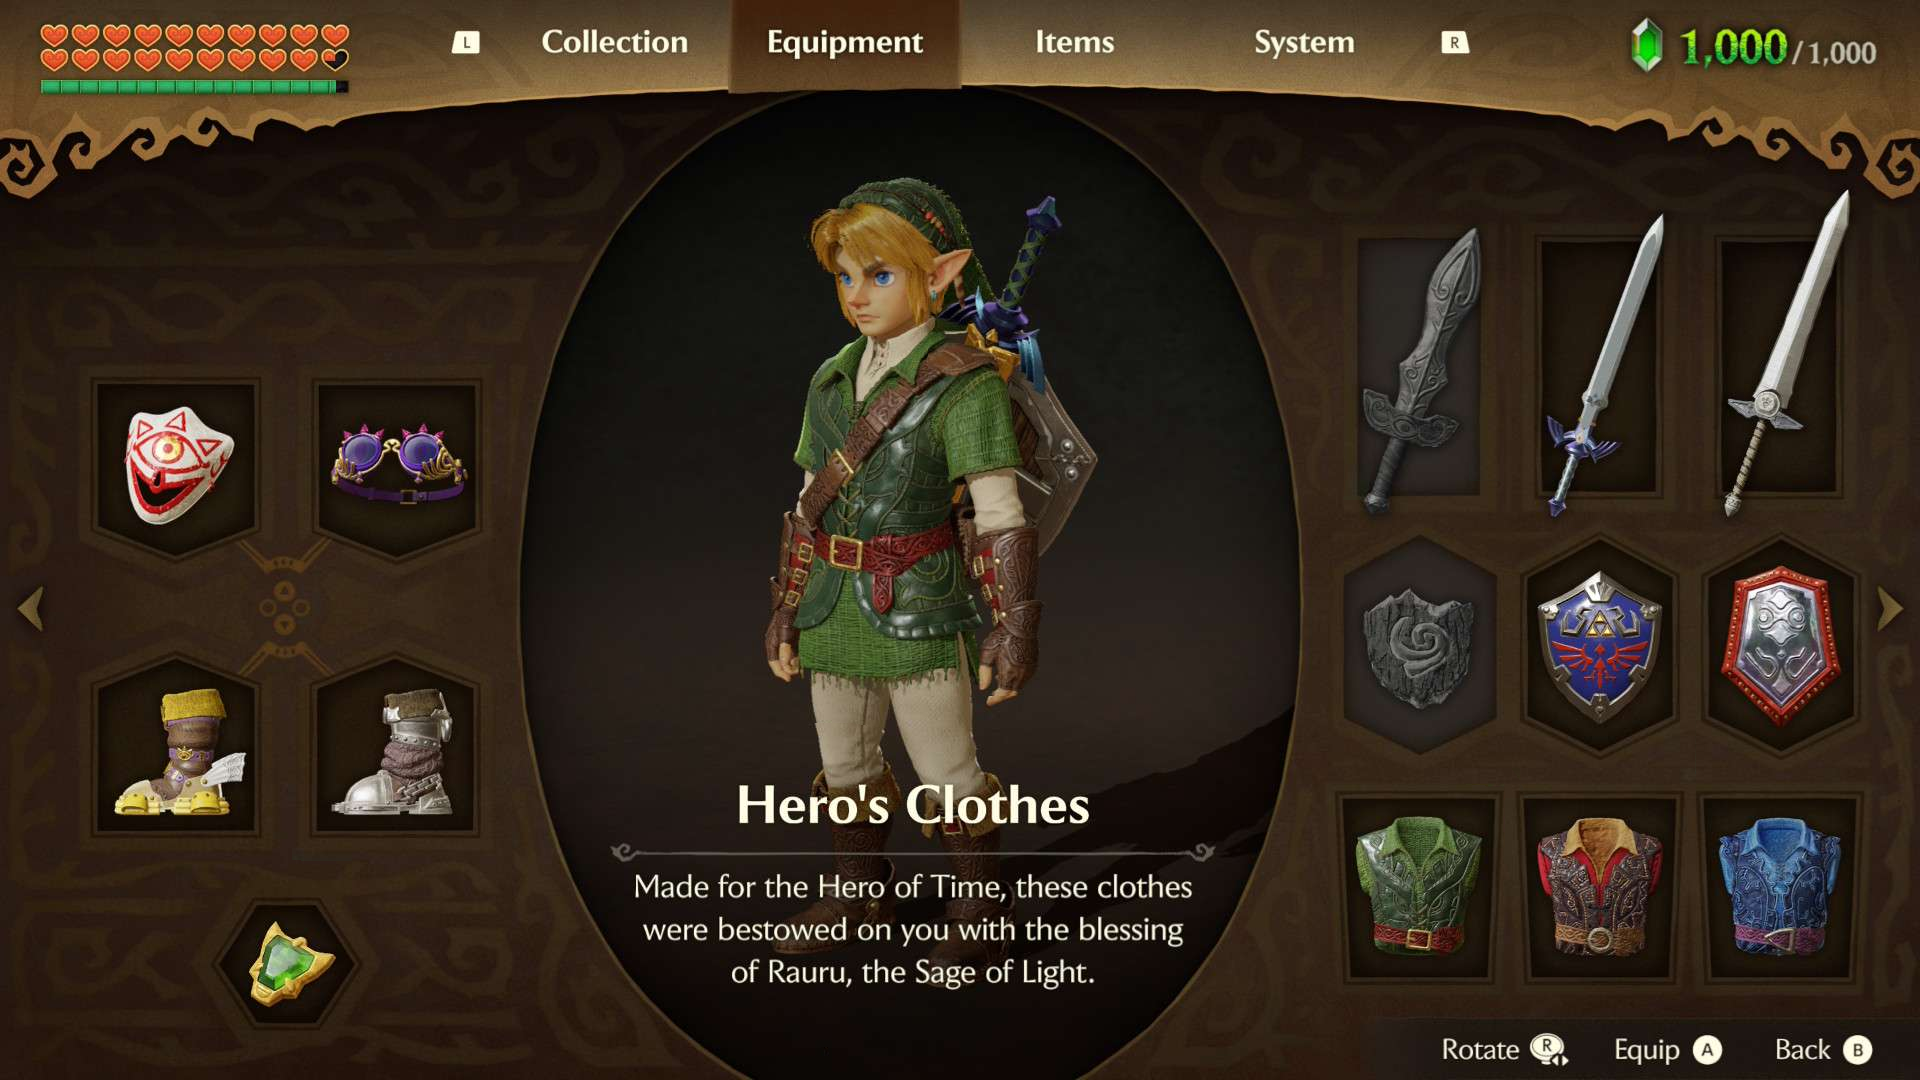 L Collection Equipment Items System R 1,000/1,000
Hero's Clothes
Made for the Hero of Time, these clothes
were bestowed on you with the blessing
of Rauru, the Sage of Light.
Rotate R Equip A Back B